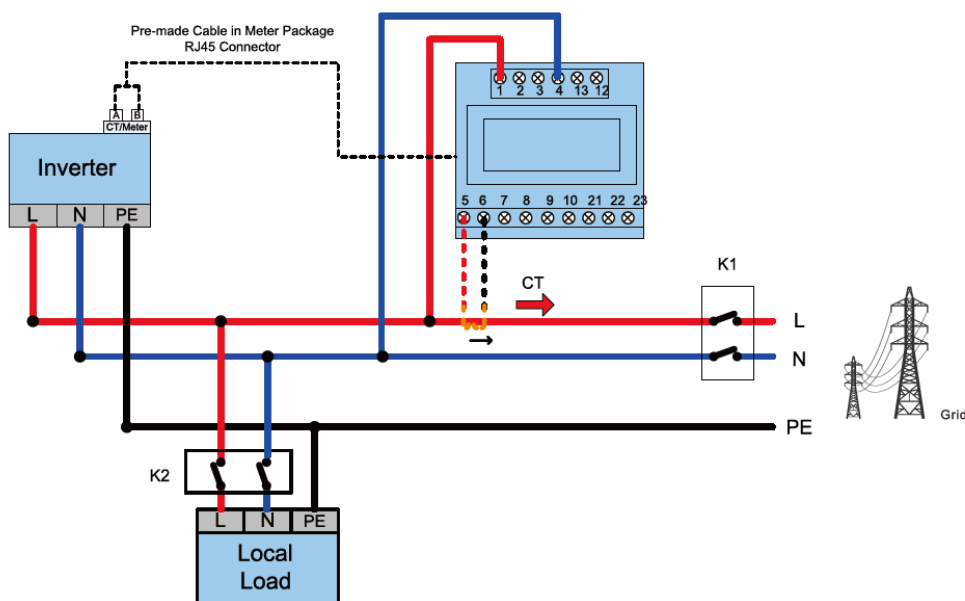 Pre-made Cable in Meter Package
RJ45 Connector
A B
CT/Meter
Inverter
L N PE
1 2 3 4 13 12
5 6 7 8 9 10 21 22 23
CT
K1
L
N
PE
Grid
K2
L N PE
Local
Load